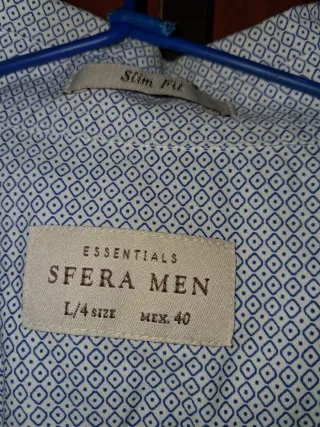 Slim Fit
ESSENTIALS
SFERA MEN
L/4 SIZE MEX. 40